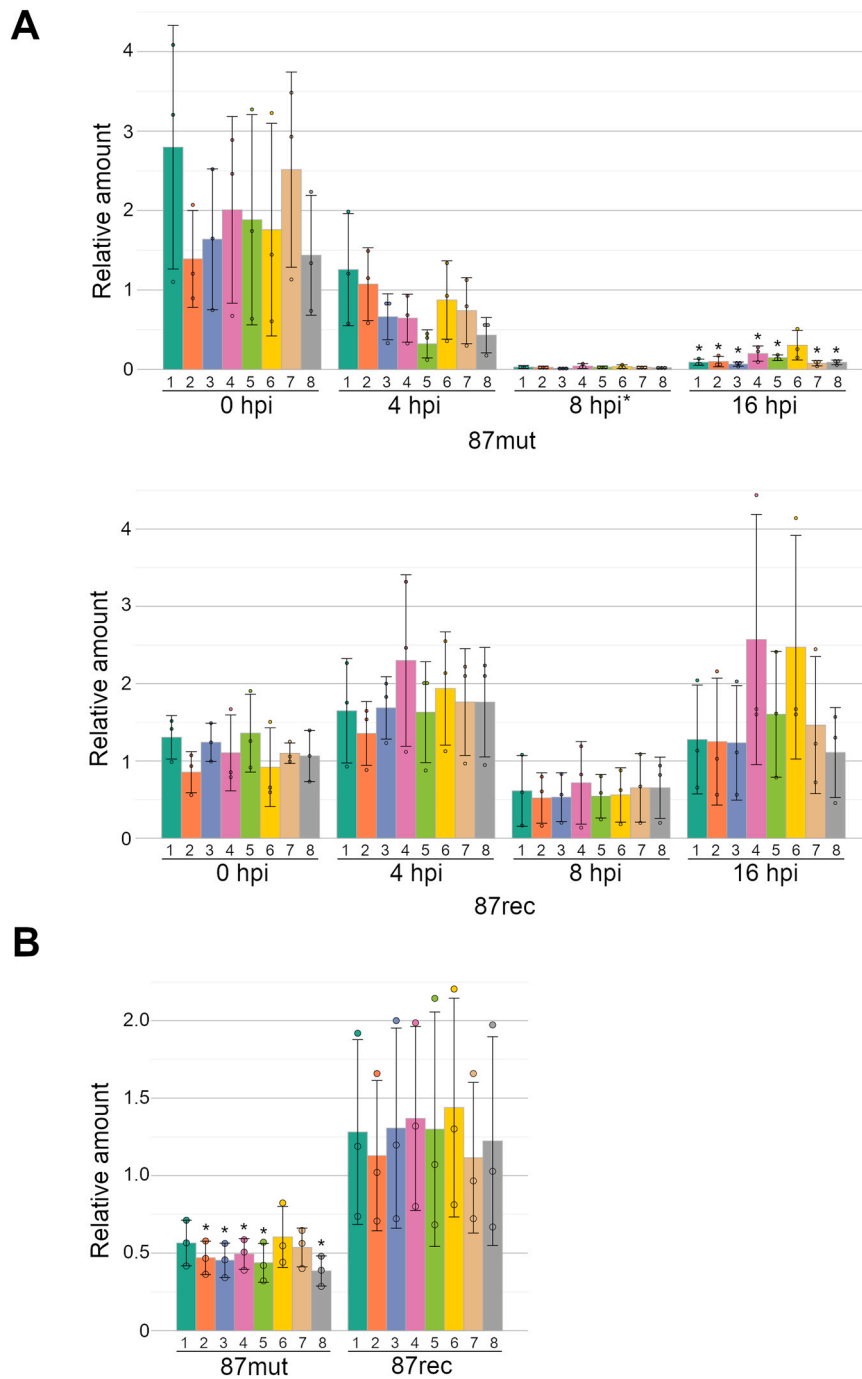 A
Relative amount
4
3
2
1
0
* * * * * * *
1 2 3 4 5 6 7 8 1 2 3 4 5 6 7 8 1 2 3 4 5 6 7 8 1 2 3 4 5 6 7 8
0 hpi 4 hpi 8 hpi* 16 hpi
87mut
Relative amount
4
3
2
1
0
1 2 3 4 5 6 7 8 1 2 3 4 5 6 7 8 1 2 3 4 5 6 7 8 1 2 3 4 5 6 7 8
0 hpi 4 hpi 8 hpi 16 hpi
87rec
B
Relative amount
2.0
1.5
1.0
0.5
* * * * *
0
1 2 3 4 5 6 7 8 1 2 3 4 5 6 7 8
87mut 87rec